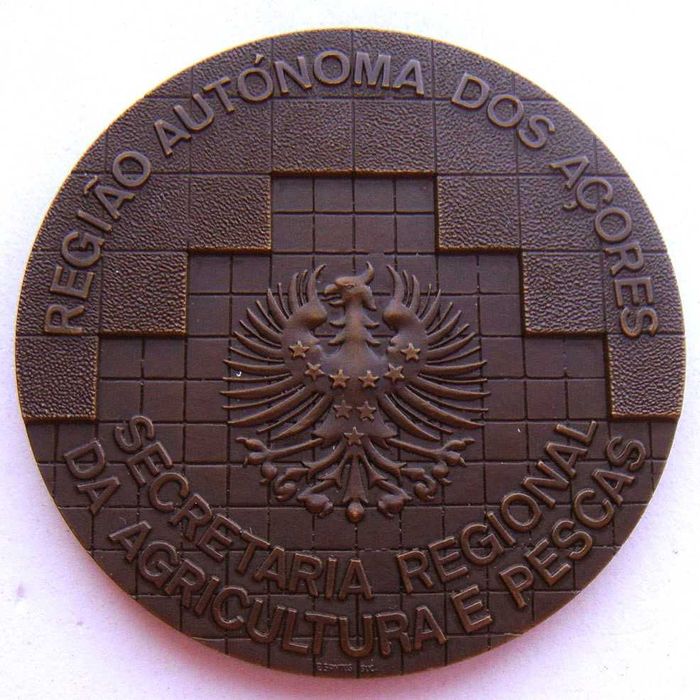 REGIÃO AUTÓNOMA DOS AÇORES
SECRETARIA REGIONAL
DA AGRICULTURA E PESCAS